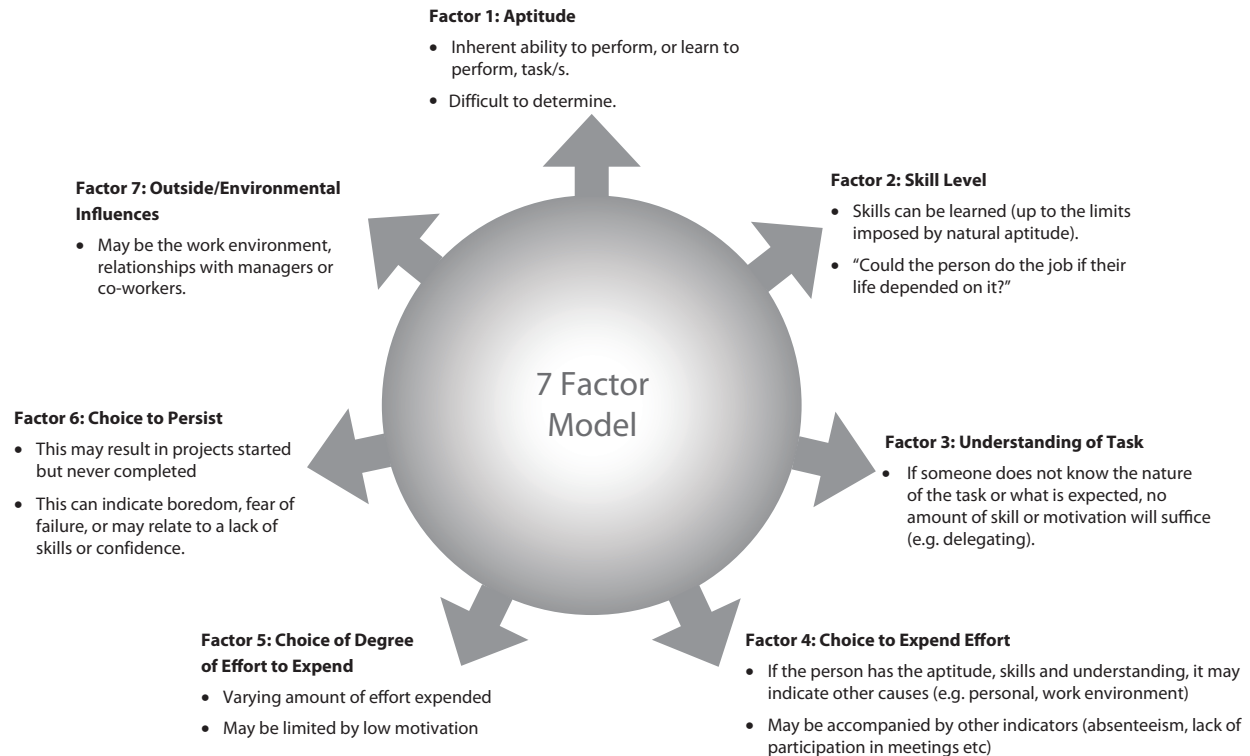 Factor 1: Aptitude
• Inherent ability to perform, or learn to
perform, task/s.
• Difficult to determine.
Factor 2: Skill Level
• Skills can be learned (up to the limits
imposed by natural aptitude).
• “Could the person do the job if their
life depended on it?”
Factor 3: Understanding of Task
• If someone does not know the nature
of the task or what is expected, no
amount of skill or motivation will suffice
(e.g. delegating).
Factor 4: Choice to Expend Effort
• If the person has the aptitude, skills and understanding, it may
indicate other causes (e.g. personal, work environment)
• May be accompanied by other indicators (absenteeism, lack of
participation in meetings etc)
Factor 5: Choice of Degree
of Effort to Expend
• Varying amount of effort expended
• May be limited by low motivation
Factor 6: Choice to Persist
• This may result in projects started
but never completed
• This can indicate boredom, fear of
failure, or may relate to a lack of
skills or confidence.
Factor 7: Outside/Environmental
Influences
• May be the work environment,
relationships with managers or
co-workers.
7 Factor
Model